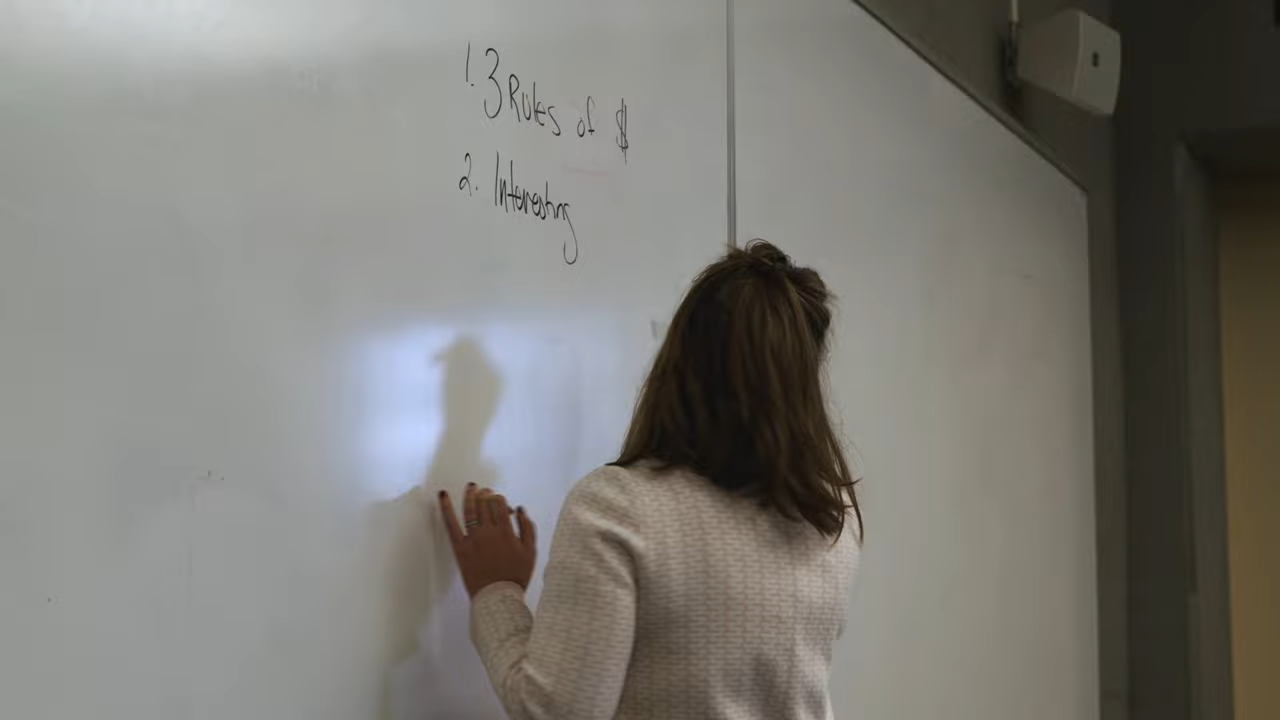 1. 3 Rules of $
2. Interesting